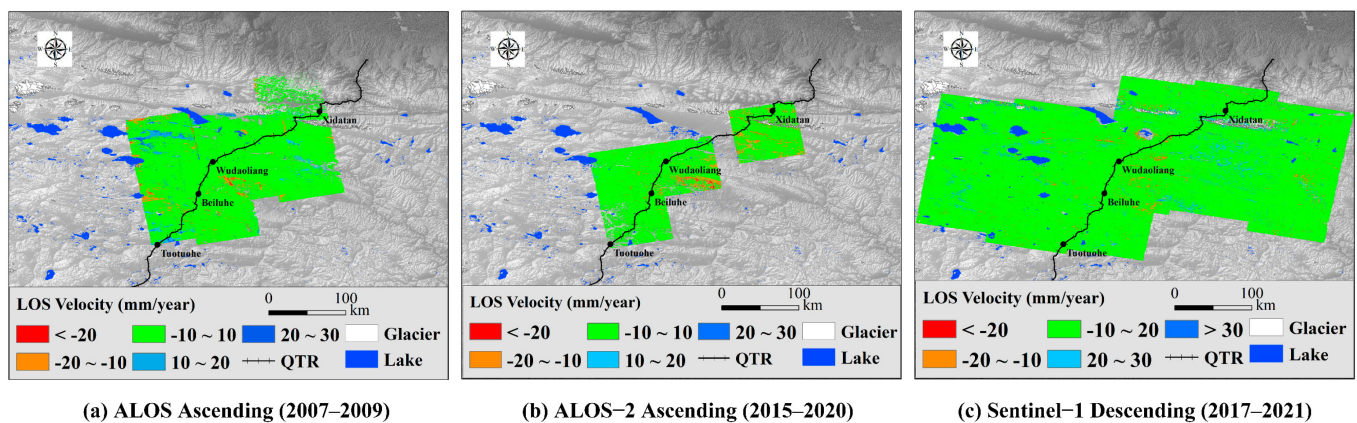 N
W E
S
Xidatan
Wudaoliang
Beiluhe
Tuotuohe
LOS Velocity (mm/year)
0 100
km
< -20
-10 ~ 10
20 ~ 30
Glacier
-20 ~ -10
10 ~ 20
QTR
Lake
(a) ALOS Ascending (2007–2009)
N
W E
S
Xidatan
Wudaoliang
Beiluhe
Tuotuohe
LOS Velocity (mm/year)
0 100
km
< -20
-10 ~ 10
20 ~ 30
Glacier
-20 ~ -10
10 ~ 20
QTR
Lake
(b) ALOS−2 Ascending (2015–2020)
N
W E
S
Xidatan
Wudaoliang
Beiluhe
Tuotuohe
LOS Velocity (mm/year)
0 100
km
< -20
-10 ~ 20
> 30
Glacier
-20 ~ -10
20 ~ 30
QTR
Lake
(c) Sentinel−1 Descending (2017–2021)